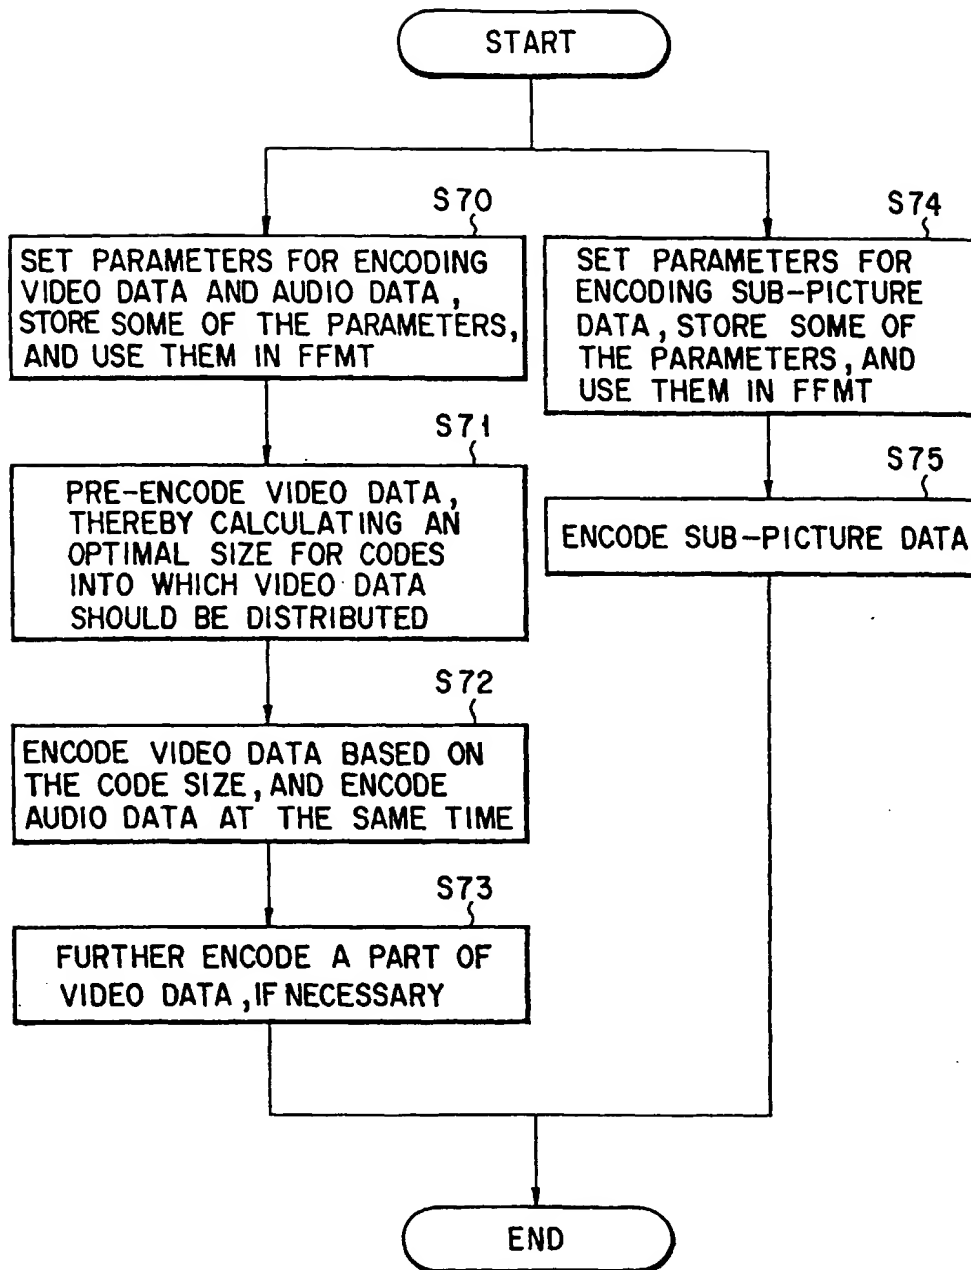 START
S70
SET PARAMETERS FOR ENCODING
VIDEO DATA AND AUDIO DATA,
STORE SOME OF THE PARAMETERS,
AND USE THEM IN FFMT
S71
PRE-ENCODE VIDEO DATA,
THEREBY CALCULATING AN
OPTIMAL SIZE FOR CODES
INTO WHICH VIDEO DATA
SHOULD BE DISTRIBUTED
S72
ENCODE VIDEO DATA BASED ON
THE CODE SIZE, AND ENCODE
AUDIO DATA AT THE SAME TIME
S73
FURTHER ENCODE A PART OF
VIDEO DATA, IF NECESSARY
S74
SET PARAMETERS FOR
ENCODING SUB-PICTURE
DATA, STORE SOME OF
THE PARAMETERS, AND
USE THEM IN FFMT
S75
ENCODE SUB-PICTURE DATA
END